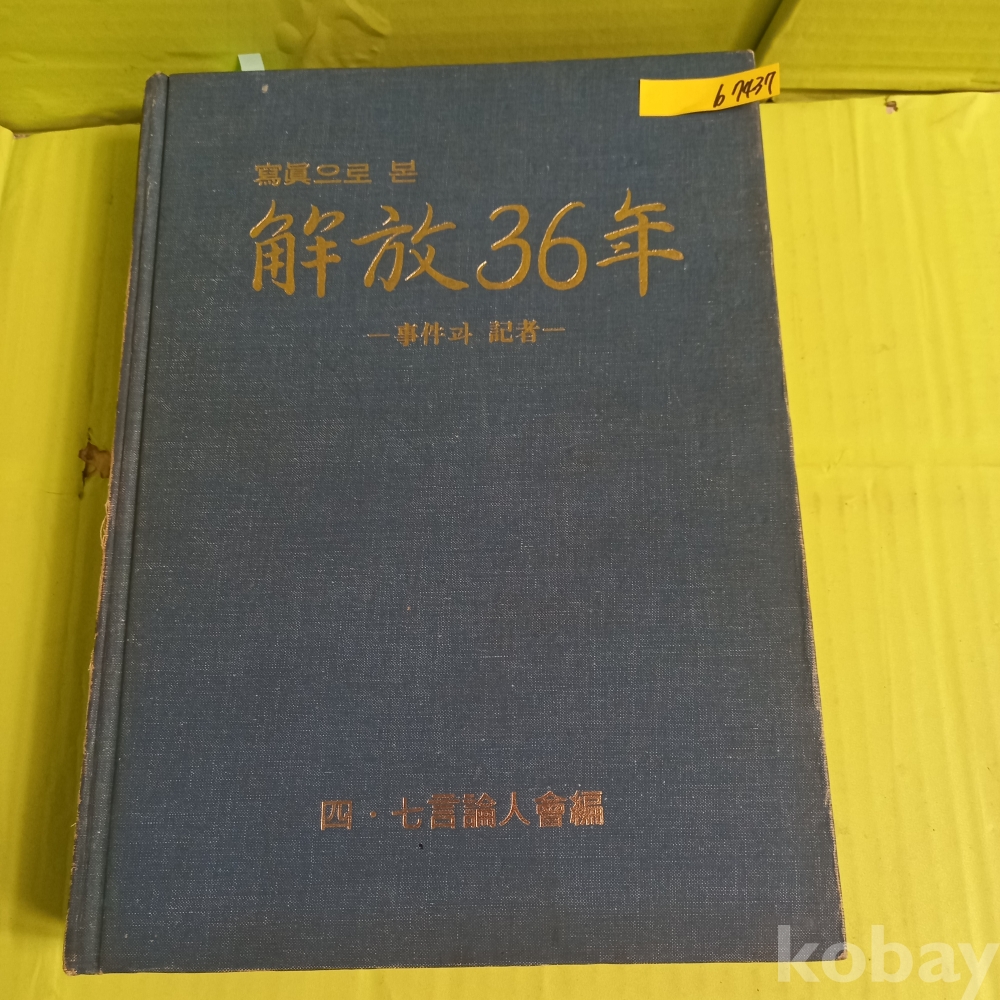 b7437
寫眞으로 본
解放36年
―事件과 記者―
四·七言論人會編
kobay